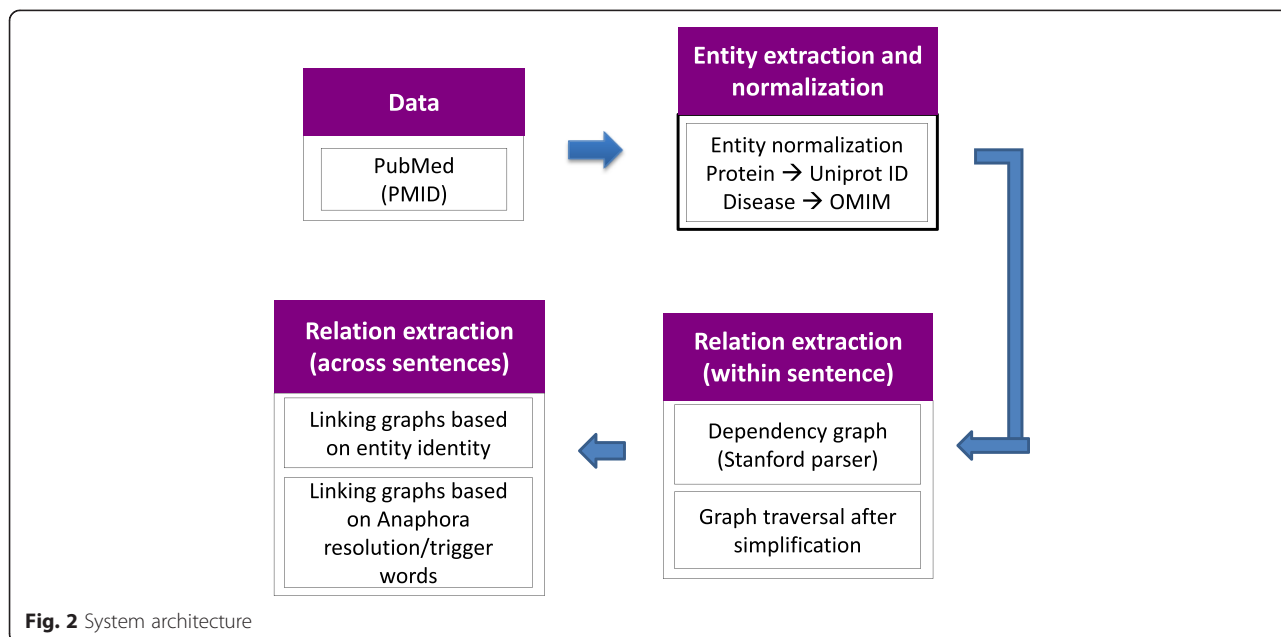 Data
PubMed
(PMID)
Entity extraction and
normalization
Entity normalization
Protein → Uniprot ID
Disease → OMIM
Relation extraction
(within sentence)
Dependency graph
(Stanford parser)
Graph traversal after
simplification
Relation extraction
(across sentences)
Linking graphs based
on entity identity
Linking graphs based
on Anaphora
resolution/trigger
words
Fig. 2 System architecture